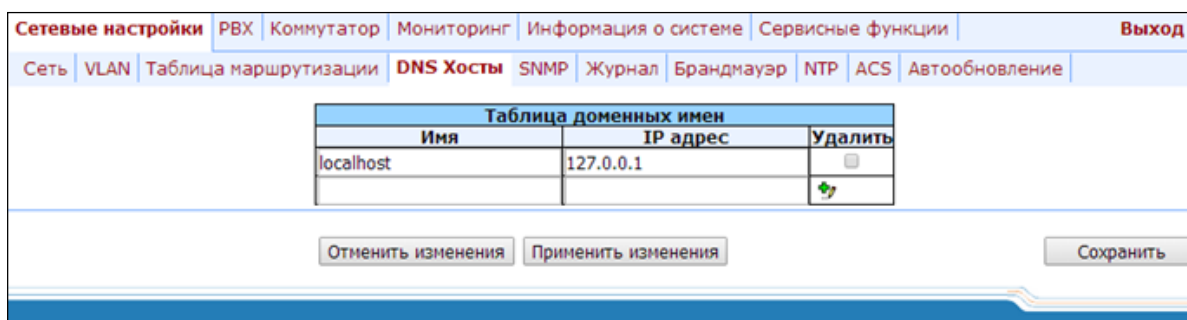 Сетевые настройки PBX Коммутатор Мониторинг Информация о системе Сервисные функции Выход
Сеть VLAN Таблица маршрутизации DNS Хосты SNMP Журнал Брандмауэр NTP ACS Автообновление
Таблица доменных имен
Имя IP адрес Удалить
localhost 127.0.0.1
Отменить изменения Применить изменения Сохранить